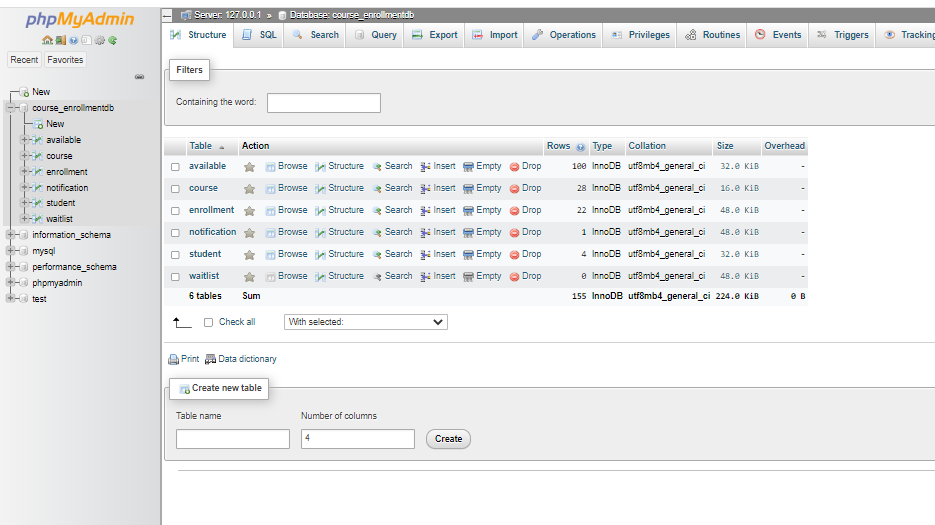 phpMyAdmin
Recent Favorites
New
course_enrollmentdb
New
available
course
enrollment
notification
student
waitlist
information_schema
mysql
performance_schema
phpmyadmin
test
Server: 127.0.0.1 » Database: course_enrollmentdb
Structure SQL Search Query Export Import Operations Privileges Routines Events Triggers Tracking
Filters
Containing the word:
Table Action Rows Type Collation Size Overhead
available Browse Structure Search Insert Empty Drop 100 InnoDB utf8mb4_general_ci 32.0 KiB -
course Browse Structure Search Insert Empty Drop 28 InnoDB utf8mb4_general_ci 16.0 KiB -
enrollment Browse Structure Search Insert Empty Drop 22 InnoDB utf8mb4_general_ci 48.0 KiB -
notification Browse Structure Search Insert Empty Drop 1 InnoDB utf8mb4_general_ci 48.0 KiB -
student Browse Structure Search Insert Empty Drop 4 InnoDB utf8mb4_general_ci 32.0 KiB -
waitlist Browse Structure Search Insert Empty Drop 0 InnoDB utf8mb4_general_ci 48.0 KiB -
6 tables Sum 155 InnoDB utf8mb4_general_ci 224.0 KiB 0 B
Check all With selected:
Print Data dictionary
Create new table
Table name Number of columns
4 Create